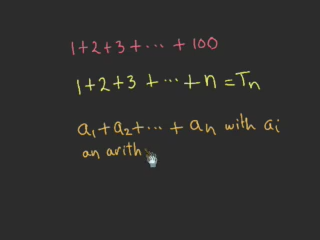 1+2+3+⋯+100
1+2+3+⋯+n=Tₙ
a₁+a₂+⋯+aₙ with aᵢ
an arith